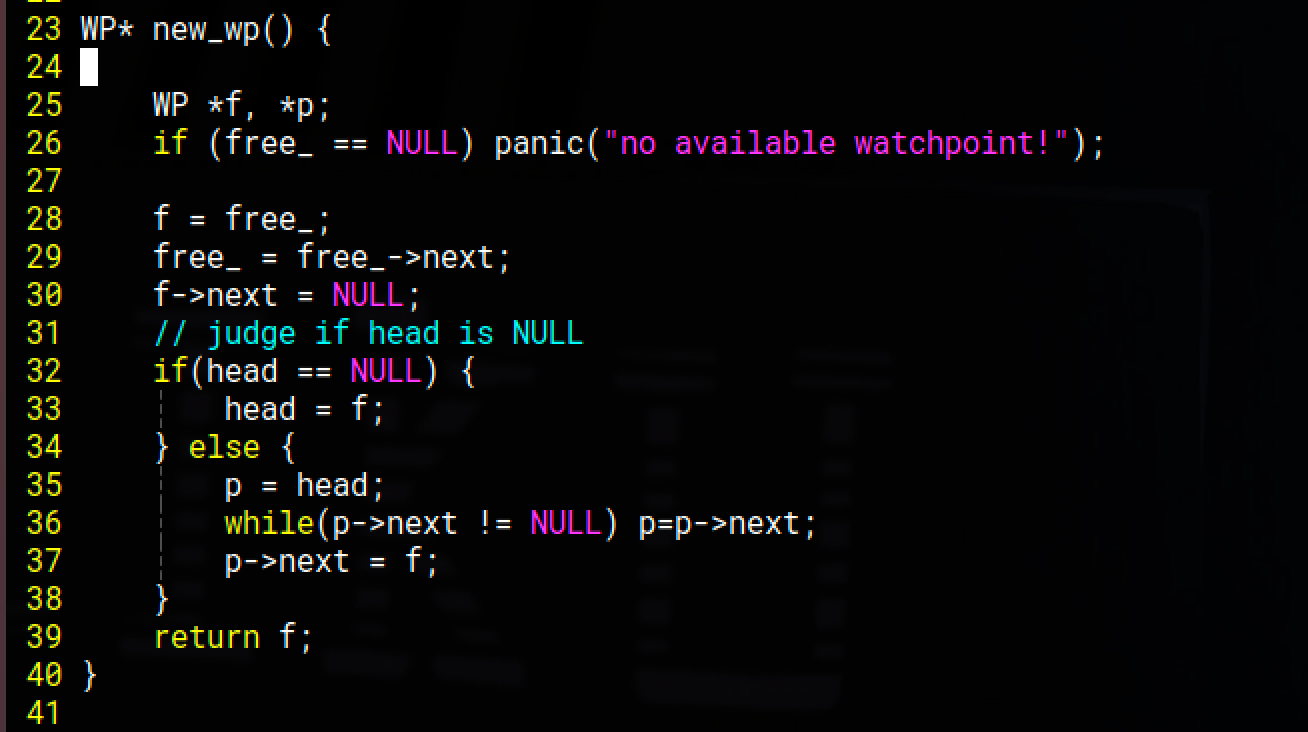 23 WP* new_wp() {
24
25     WP *f, *p;
26     if (free_ == NULL) panic("no available watchpoint!");
27
28     f = free_;
29     free_ = free_->next;
30     f->next = NULL;
31     // judge if head is NULL
32     if(head == NULL) {
33         head = f;
34     } else {
35         p = head;
36         while(p->next != NULL) p=p->next;
37         p->next = f;
38     }
39     return f;
40 }
41